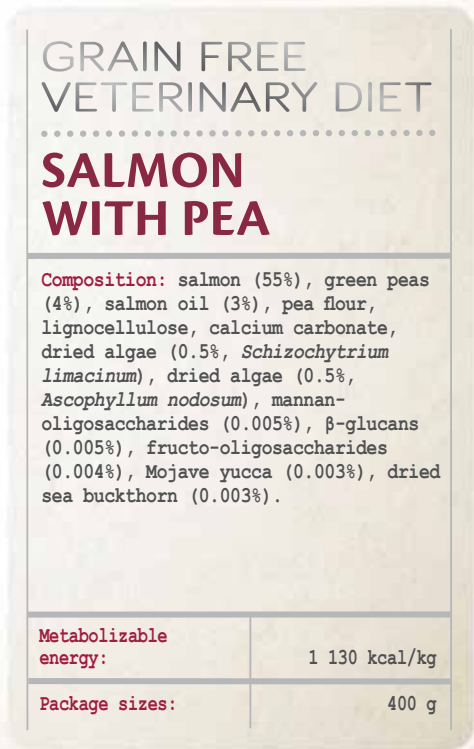 GRAIN FREE
VETERINARY DIET
SALMON
WITH PEA
Composition: salmon (55%), green peas
(4%), salmon oil (3%), pea flour,
lignocellulose, calcium carbonate,
dried algae (0.5%, Schizochytrium
limacinum), dried algae (0.5%,
Ascophyllum nodosum), mannan-
oligosaccharides (0.005%), β-glucans
(0.005%), fructo-oligosaccharides
(0.004%), Mojave yucca (0.003%), dried
sea buckthorn (0.003%).
Metabolizable
energy: 1 130 kcal/kg
Package sizes: 400 g